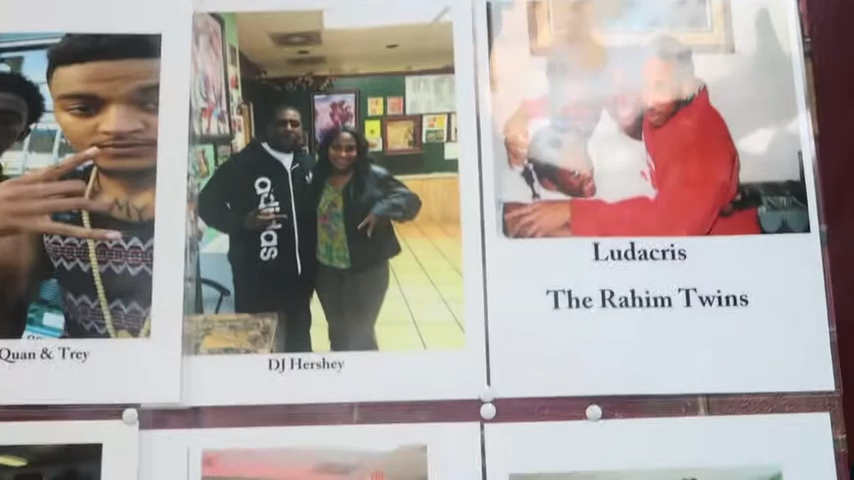 adidas
Quan & Trey
DJ Hershey
Ludacris
The Rahim Twins